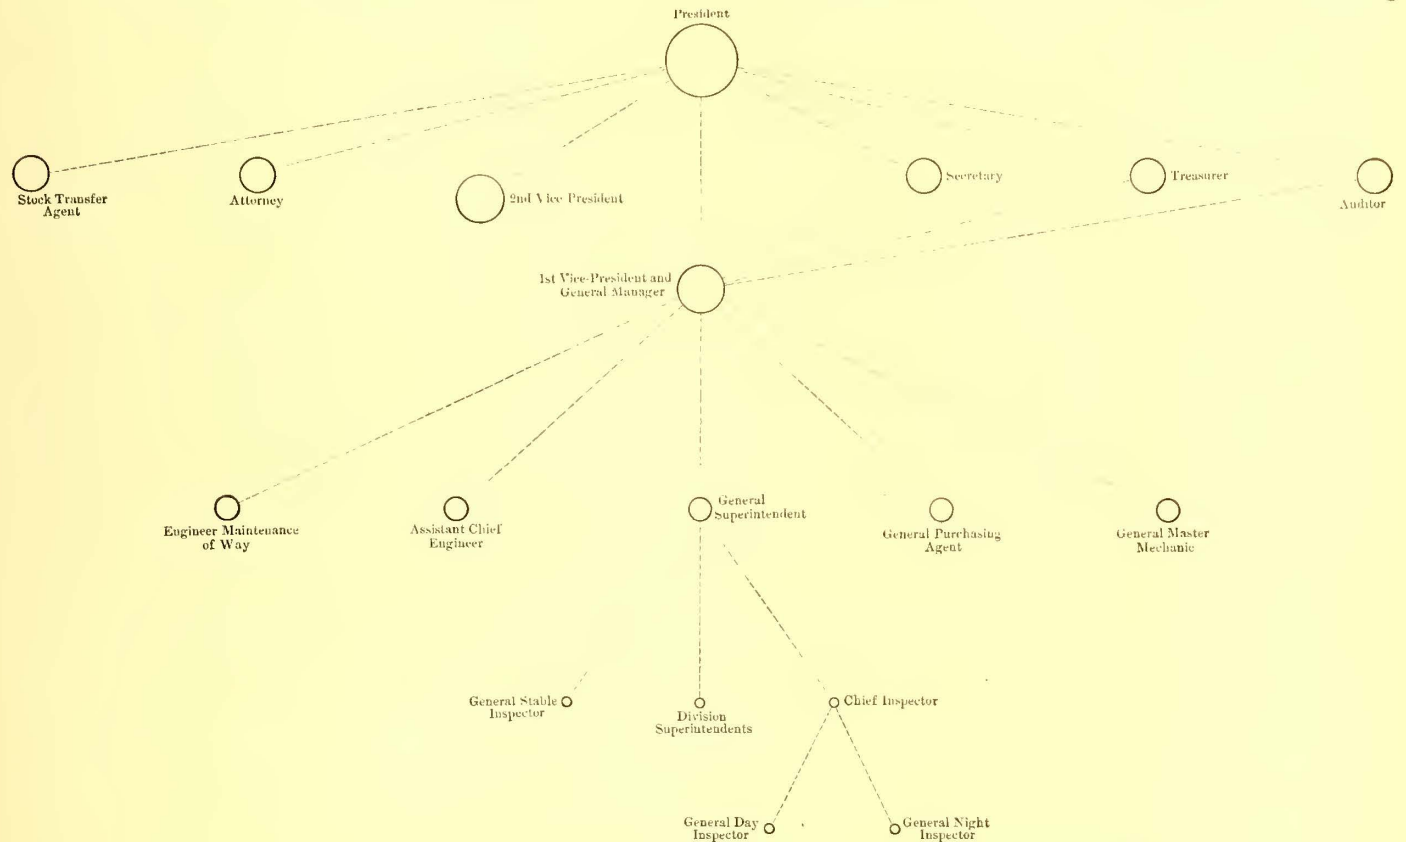 President
Stock Transfer
Agent
Attorney
2nd Vice President
Secretary
Treasurer
Auditor
1st Vice-President and
General Manager
Engineer Maintenance
of Way
Assistant Chief
Engineer
General
Superintendent
General Purchasing
Agent
General Master
Mechanic
General Stable
Inspector
Division
Superintendents
Chief Inspector
General Day
Inspector
General Night
Inspector